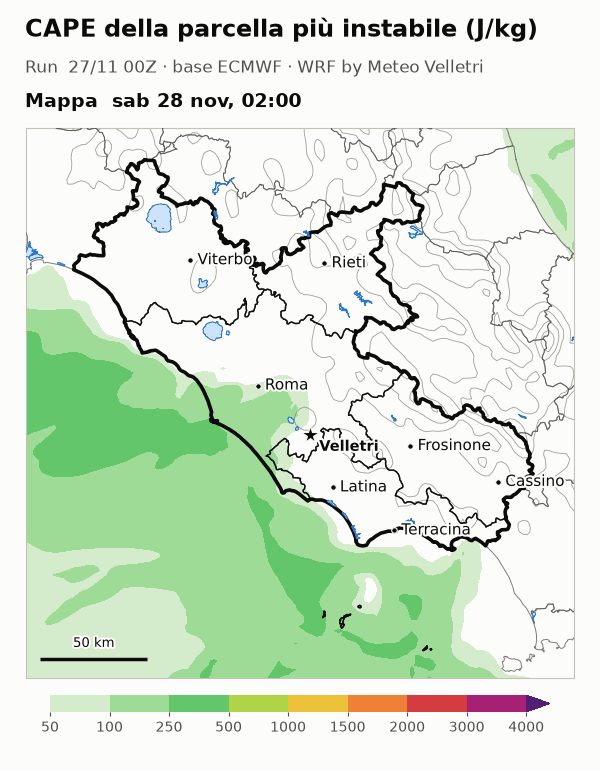 CAPE della parcella più instabile (J/kg)
Run  27/11 00Z · base ECMWF · WRF by Meteo Velletri
Mappa  sab 28 nov, 02:00
Viterbo
Rieti
Roma
Velletri
Frosinone
Cassino
Latina
Terracina
50 km
50 100 250 500 1000 1500 2000 3000 4000